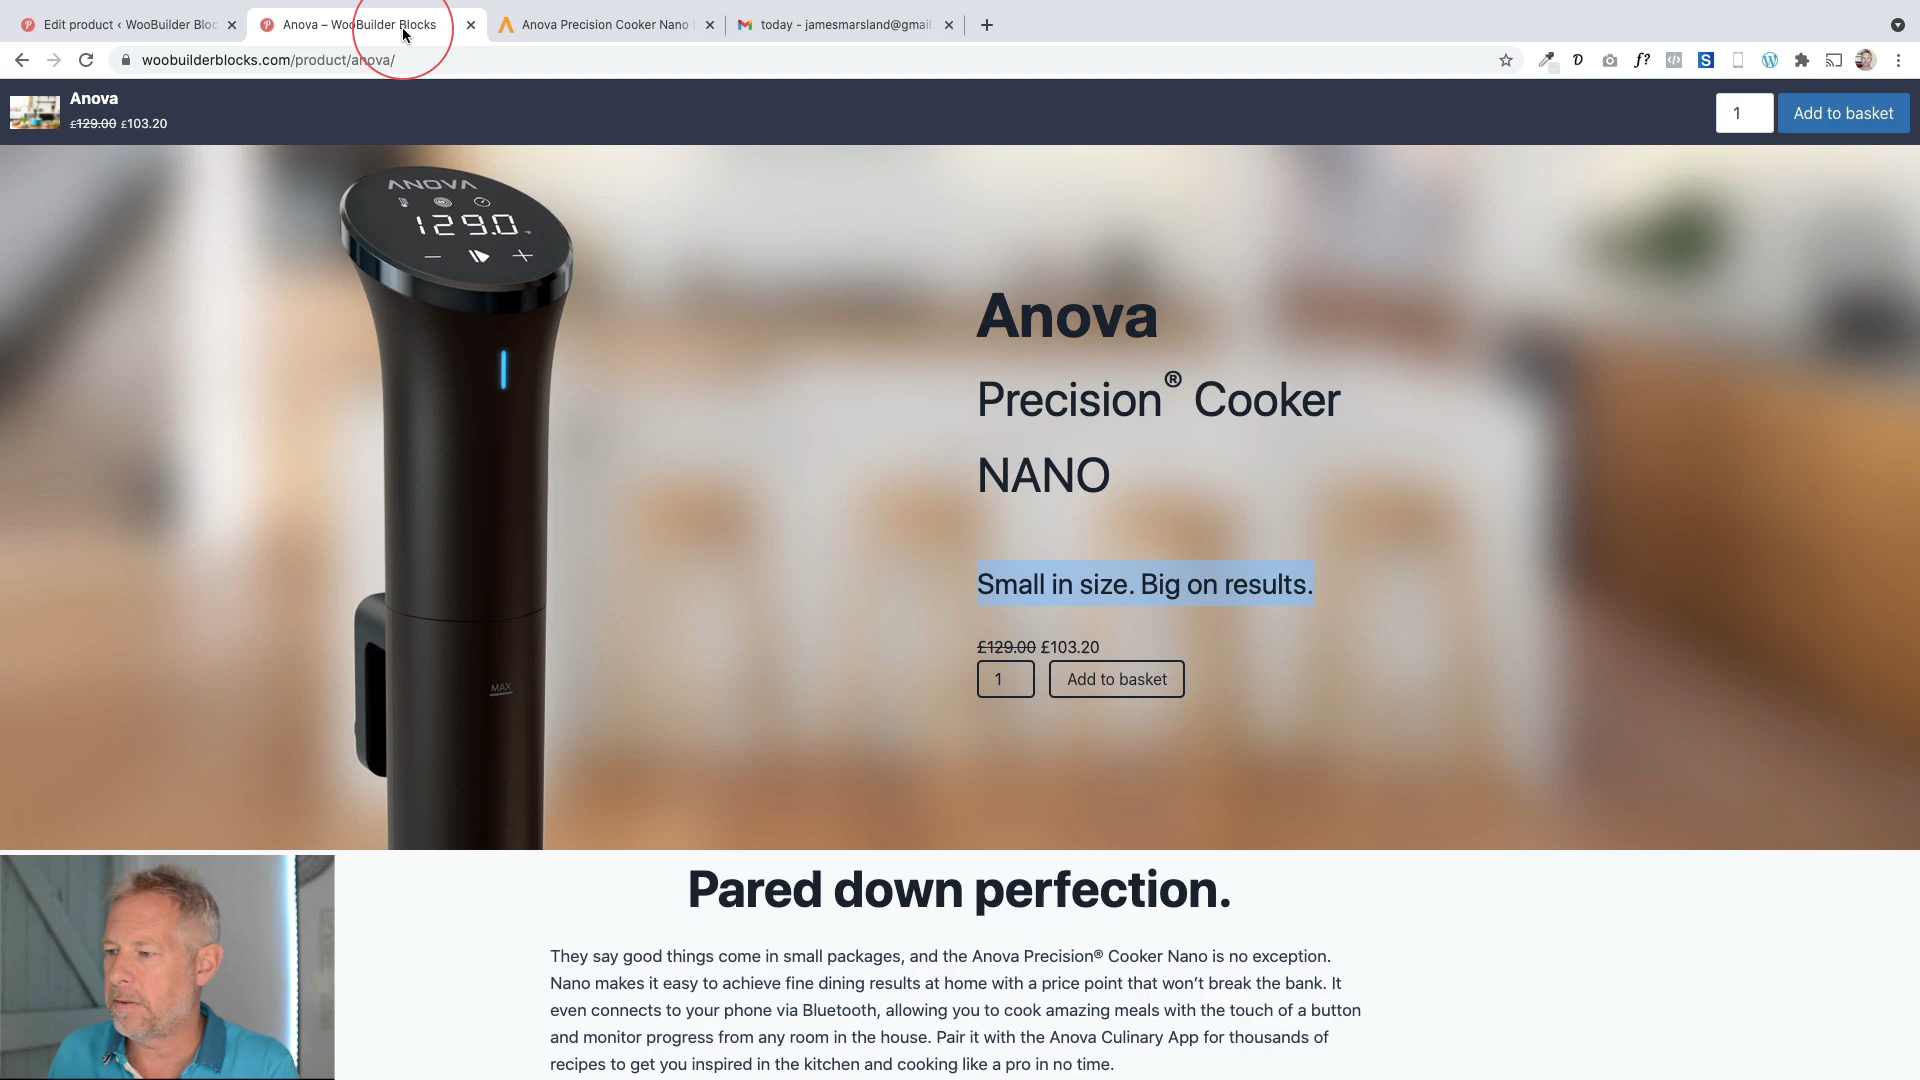 Edit product ‹ WooBuilder Bloc
Anova – WooBuilder Blocks
Anova Precision Cooker Nano
today - jamesmarsland@gmail.
woobuilderblocks.com/product/anova/
Anova
£129.00 £103.20
1
Add to basket
ANOVA
129.0
MAX
Anova
Precision® Cooker
NANO
Small in size. Big on results.
£129.00 £103.20
1
Add to basket
Pared down perfection.
They say good things come in small packages, and the Anova Precision® Cooker Nano is no exception.
Nano makes it easy to achieve fine dining results at home with a price point that won't break the bank. It
even connects to your phone via Bluetooth, allowing you to cook amazing meals with the touch of a button
and monitor progress from any room in the house. Pair it with the Anova Culinary App for thousands of
recipes to get you inspired in the kitchen and cooking like a pro in no time.